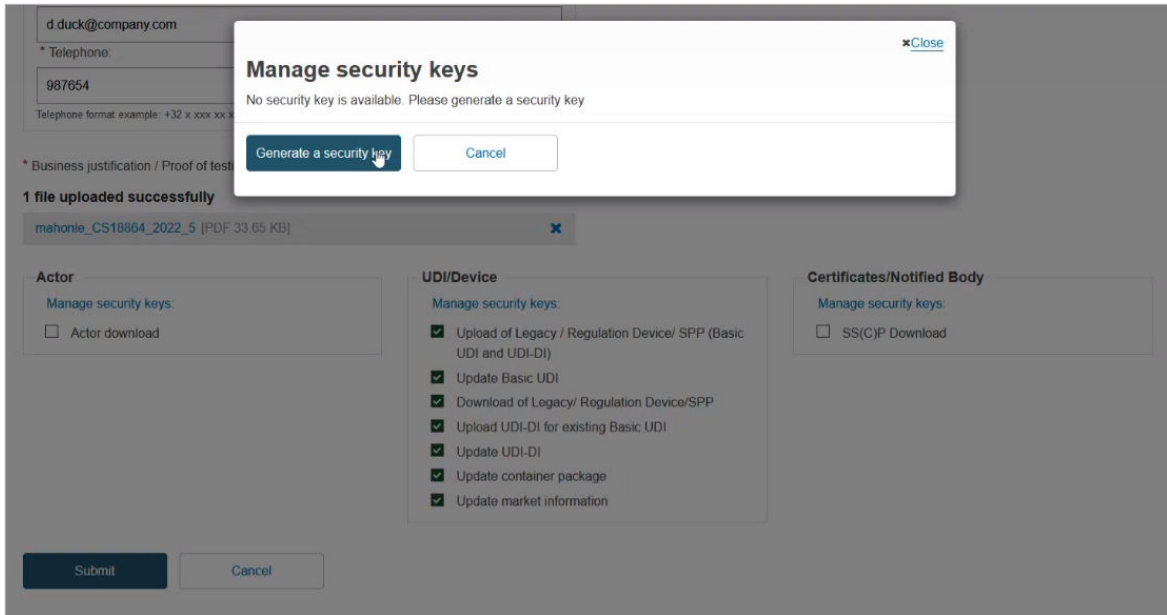 d.duck@company.com
* Telephone:
987654
Telephone format example: +32 x xxx xx x
* Business justification / Proof of testi
1 file uploaded successfully
mahonie_CS18864_2022_5 [PDF 33.65 KB]
✖Close
Manage security keys
No security key is available. Please generate a security key
Generate a security key
Cancel
Actor
Manage security keys:
Actor download
UDI/Device
Manage security keys:
Upload of Legacy / Regulation Device/ SPP (Basic
UDI and UDI-DI)
Update Basic UDI
Download of Legacy/ Regulation Device/SPP
Upload UDI-DI for existing Basic UDI
Update UDI-DI
Update container package
Update market information
Certificates/Notified Body
Manage security keys:
SS(C)P Download
Submit
Cancel